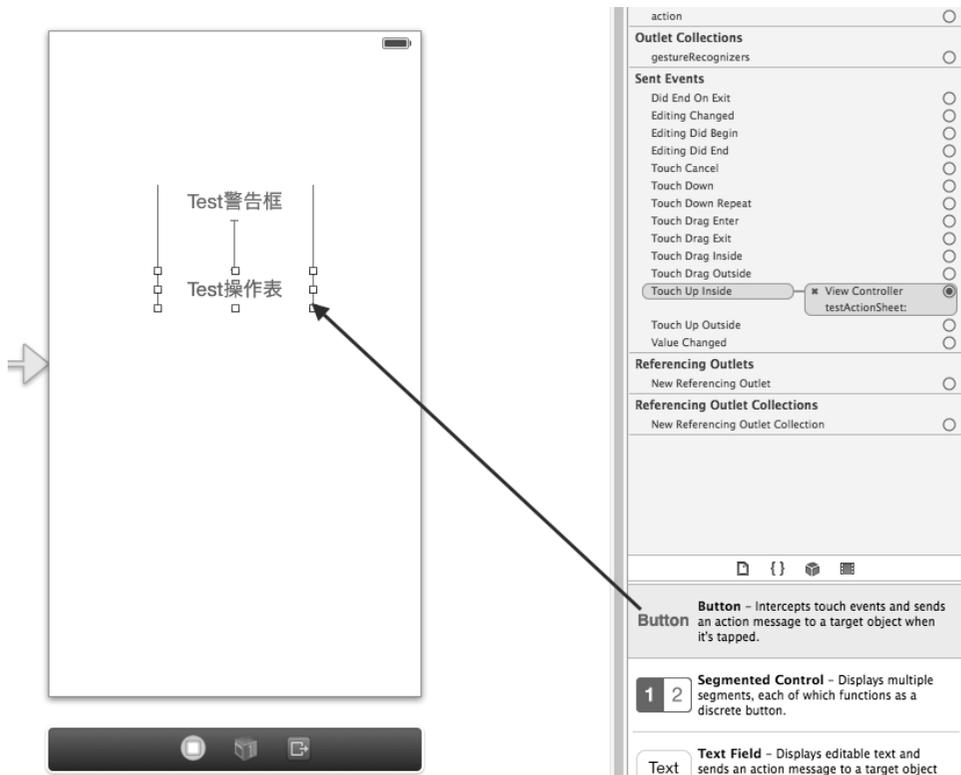 Test警告框
Test操作表
action
Outlet Collections
gestureRecognizers
Sent Events
Did End On Exit
Editing Changed
Editing Did Begin
Editing Did End
Touch Cancel
Touch Down
Touch Down Repeat
Touch Drag Enter
Touch Drag Exit
Touch Drag Inside
Touch Drag Outside
Touch Up Inside
View Controller
testActionSheet:
Touch Up Outside
Value Changed
Referencing Outlets
New Referencing Outlet
Referencing Outlet Collections
New Referencing Outlet Collection
{ }
Button
Button – Intercepts touch events and sends
an action message to a target object when
it's tapped.
1 2
Segmented Control – Displays multiple
segments, each of which functions as a
discrete button.
Text
Text Field – Displays editable text and
sends an action message to a target object